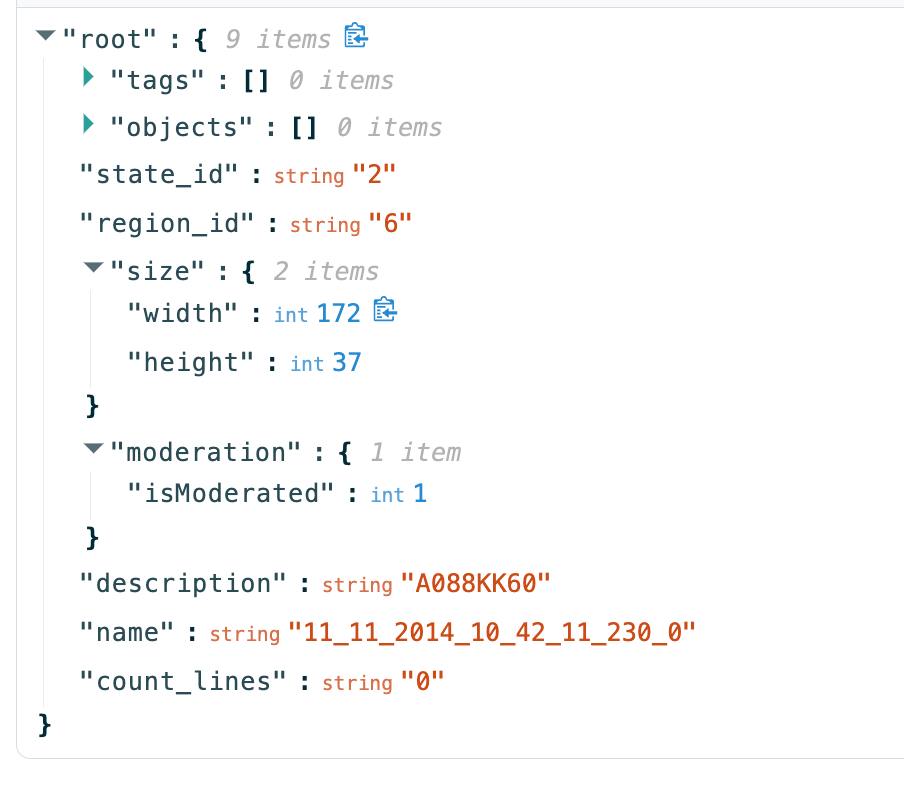 "root" : { 9 items
"tags" : [] 0 items
"objects" : [] 0 items
"state_id" : string "2"
"region_id" : string "6"
"size" : { 2 items
"width" : int 172
"height" : int 37
}
"moderation" : { 1 item
"isModerated" : int 1
}
"description" : string "A088KK60"
"name" : string "11_11_2014_10_42_11_230_0"
"count_lines" : string "0"
}